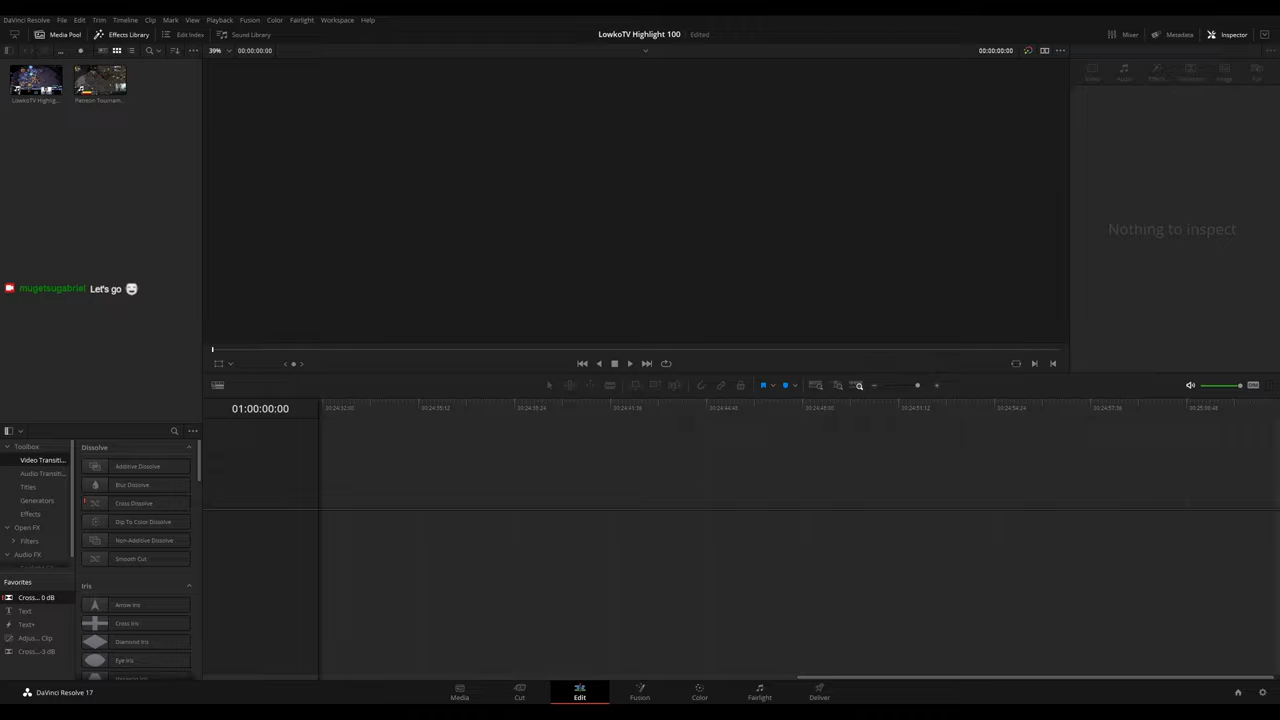 DaVinci Resolve File Edit Trim Timeline Clip Mark View Playback Fusion Color Fairlight Workspace Help
Media Pool Effects Library Edit Index Sound Library LowkoTV Highlight 100 Edited Mixer Metadata Inspector
39% 00:00:00:00 00:00:00:00
LowkoTV Highlig... Patreon Tournam...
Nothing to inspect
mugetsugabriel Let's go
01:00:00:00
Toolbox
Video Transiti...
Audio Transiti...
Titles
Generators
Effects
Open FX
Filters
Audio FX
Favorites
Cross... 0 dB
Text
Text+
Adjus... Clip
Cross...-3 dB
Dissolve
Additive Dissolve
Blur Dissolve
Cross Dissolve
Dip To Color Dissolve
Non-Additive Dissolve
Smooth Cut
Iris
Arrow Iris
Cross Iris
Diamond Iris
Eye Iris
DaVinci Resolve 17
Media Cut Edit Fusion Color Fairlight Deliver